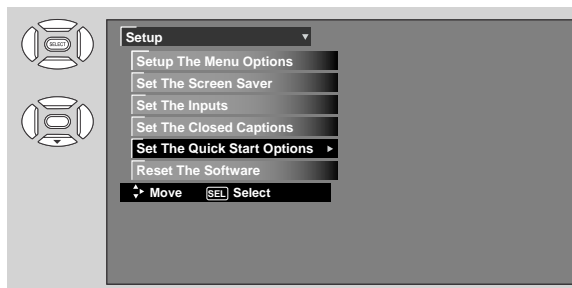 SELECT
Setup
Setup The Menu Options
Set The Screen Saver
Set The Inputs
Set The Closed Captions
Set The Quick Start Options
Reset The Software
Move SEL Select